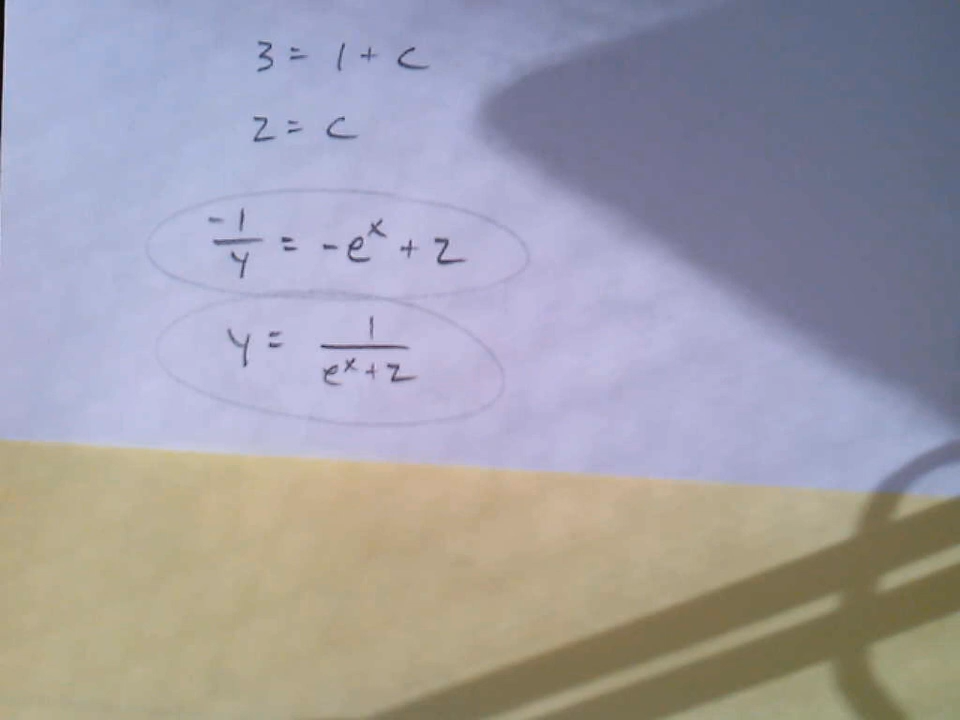 3 = 1 + c
2 = c
-1/y = -e^x + 2
y = 1/(e^x + 2)